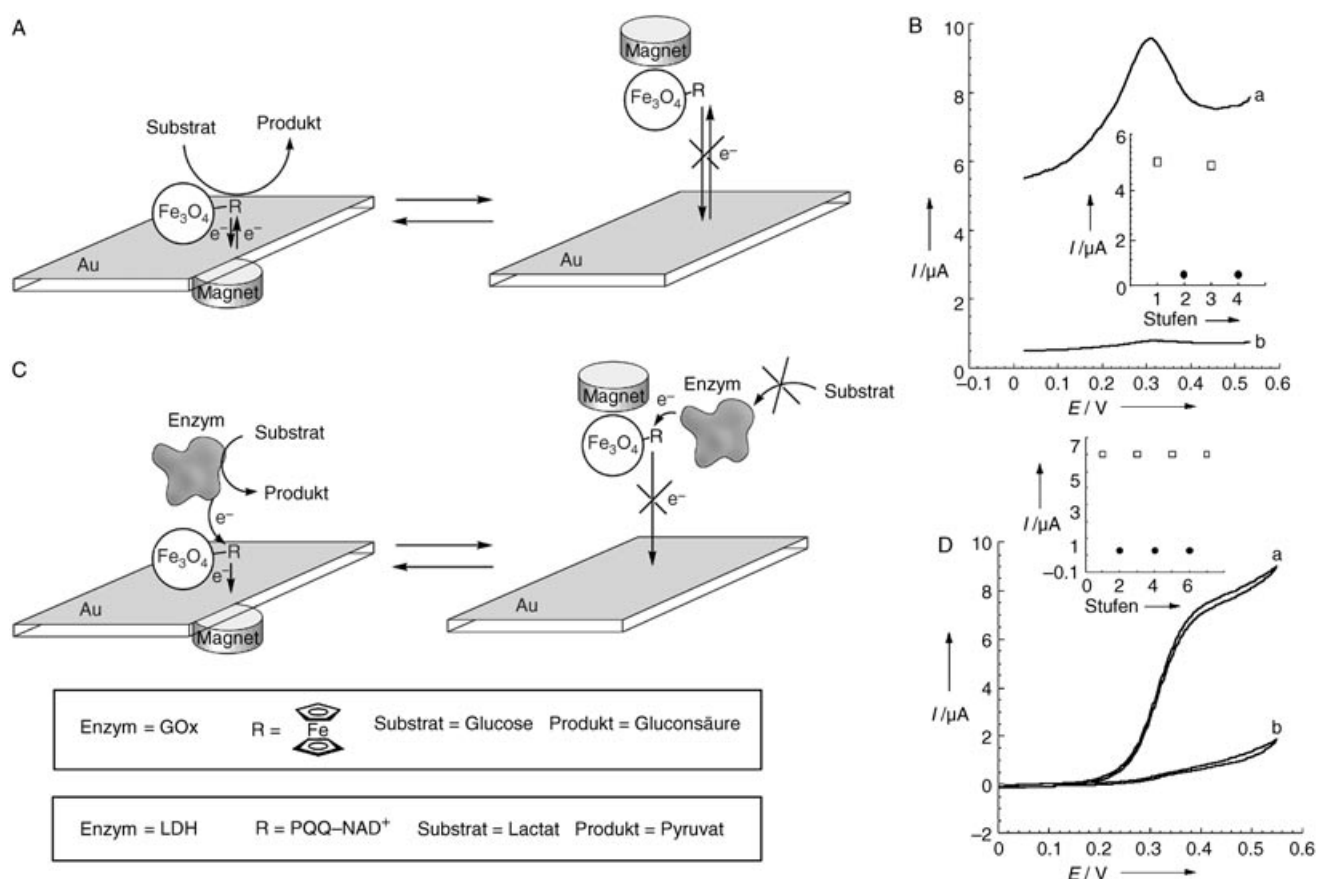 A
Substrat
Produkt
Fe₃O₄
R
e⁻ e⁻
Au
Magnet
Magnet
Fe₃O₄ R
e⁻
Au
B
10
8
6
4
2
0
I /µA
a
b
6
4
2
0
I /µA
1 2 3 4
Stufen
−0.1 0 0.1 0.2 0.3 0.4 0.5 0.6
E / V
C
Enzym
Substrat
Produkt
e⁻
Fe₃O₄
R
e⁻
Au
Magnet
Magnet
Enzym
Substrat
e⁻
Fe₃O₄ R
e⁻
Au
D
7
5
3
1
−0.1
I /µA
0 2 4 6
Stufen
10
8
6
4
2
0
−2
I /µA
a
b
0 0.1 0.2 0.3 0.4 0.5 0.6
E / V
Enzym = GOx R = Fe Substrat = Glucose Produkt = Gluconsäure
Enzym = LDH R = PQQ–NAD⁺ Substrat = Lactat Produkt = Pyruvat